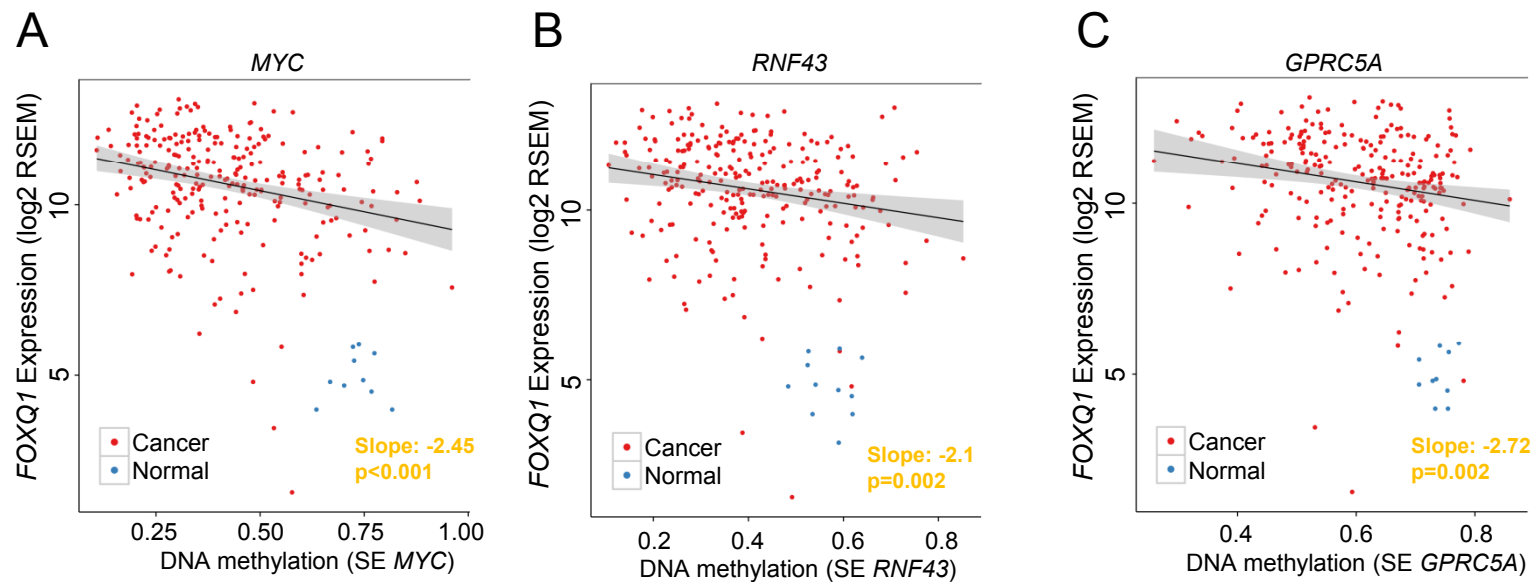 A
MYC
FOXQ1 Expression (log2 RSEM)
10
5
Cancer
Normal
Slope: -2.45
p<0.001
0.25 0.50 0.75 1.00
DNA methylation (SE MYC)
B
RNF43
FOXQ1 Expression (log2 RSEM)
10
5
Cancer
Normal
Slope: -2.1
p=0.002
0.2 0.4 0.6 0.8
DNA methylation (SE RNF43)
C
GPRC5A
FOXQ1 Expression (log2 RSEM)
10
5
Cancer
Normal
Slope: -2.72
p=0.002
0.4 0.6 0.8
DNA methylation (SE GPRC5A)